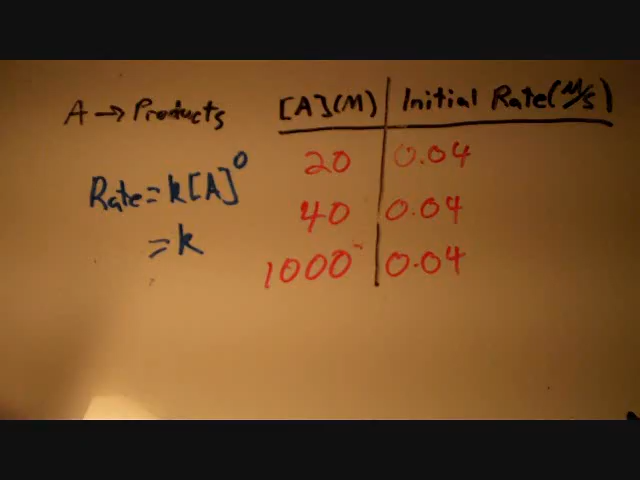 A → Products
Rate = k[A]⁰
= k
[A](M) Initial Rate(M/s)
20 0.04
40 0.04
1000 0.04